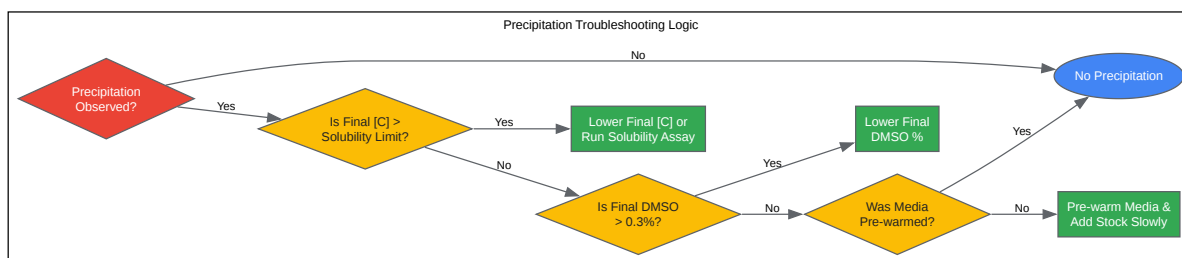 Precipitation Troubleshooting Logic
No
Precipitation
Observed?
No Precipitation
Yes
Is Final [C] >
Solubility Limit?
Yes
Lower Final [C] or
Run Solubility Assay
Lower Final
DMSO %
Yes
No
Yes
Is Final DMSO
> 0.3%?
No
Was Media
Pre-warmed?
No
Pre-warm Media &
Add Stock Slowly